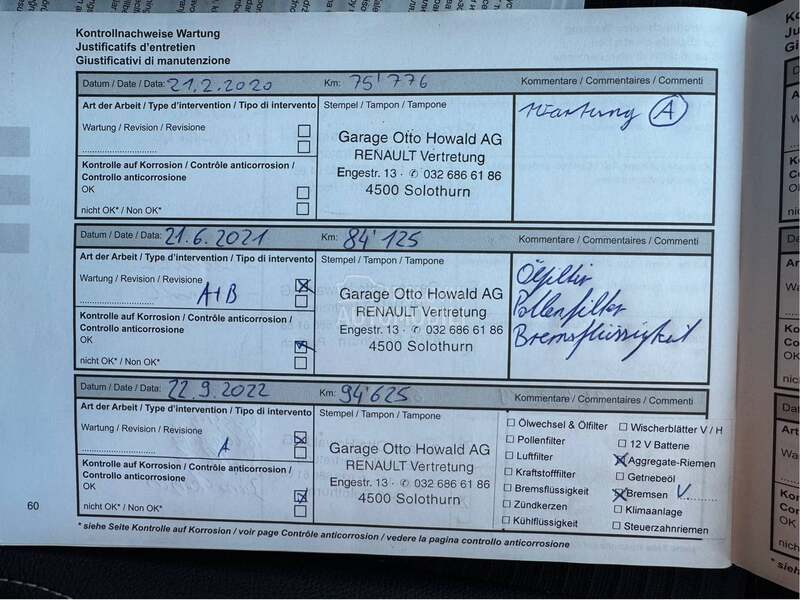 Kontrollnachweise Wartung
Justificatifs d'entretien
Giustificativi di manutenzione
Datum / Date / Data: 21.2.2020 Km: 75'776 Kommentare / Commentaires / Commenti
Art der Arbeit / Type d'intervention / Tipo di intervento Stempel / Tampon / Tampone
Wartung A
Wartung / Revision / Revisione
Garage Otto Howald AG
RENAULT Vertretung
Engestr. 13 · ✆ 032 686 61 86
4500 Solothurn
Kontrolle auf Korrosion / Contrôle anticorrosion /
Controllo anticorrosione
OK
nicht OK* / Non OK*
Datum / Date / Data: 21.6.2021 Km: 84'125 Kommentare / Commentaires / Commenti
Art der Arbeit / Type d'intervention / Tipo di intervento Stempel / Tampon / Tampone
Wartung / Revision / Revisione
A+B
Garage Otto Howald AG
RENAULT Vertretung
Engestr. 13 · ✆ 032 686 61 86
4500 Solothurn
Ölfilter
Pollenfilter
Bremsflüssigkeit
Kontrolle auf Korrosion / Contrôle anticorrosion /
Controllo anticorrosione
OK
nicht OK* / Non OK*
Datum / Date / Data: 22.9.2022 Km: 94'625 Kommentare / Commentaires / Commenti
Art der Arbeit / Type d'intervention / Tipo di intervento Stempel / Tampon / Tampone
Wartung / Revision / Revisione
A
Garage Otto Howald AG
RENAULT Vertretung
Engestr. 13 · ✆ 032 686 61 86
4500 Solothurn
Kontrolle auf Korrosion / Contrôle anticorrosion /
Controllo anticorrosione
OK
nicht OK* / Non OK*
Ölwechsel & Ölfilter
Pollenfilter
Luftfilter
Kraftstofffilter
Bremsflüssigkeit
Zündkerzen
Kühlflüssigkeit
Wischerblätter V / H
12 V Batterie
Aggregate-Riemen
Getriebeöl
Bremsen
Klimaanlage
Steuerzahnriemen
60
* siehe Seite Kontrolle auf Korrosion / voir page Contrôle anticorrosion / vedere la pagina controllo anticorrosione